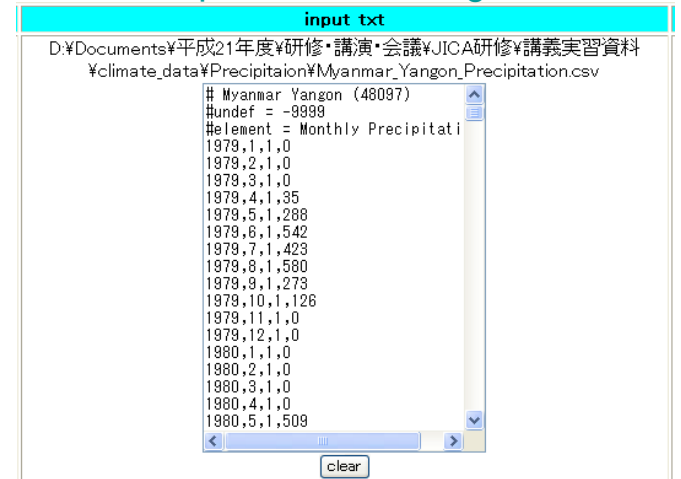 input txt
D:¥Documents¥平成21年度¥研修・講演・会議¥JICA研修¥講義実習資料
¥climate_data¥Precipitaion¥Myanmar_Yangon_Precipitation.csv
# Myanmar Yangon (48097)
#undef = -9999
#element = Monthly Precipitati
1979,1,1,0
1979,2,1,0
1979,3,1,0
1979,4,1,35
1979,5,1,288
1979,6,1,542
1979,7,1,423
1979,8,1,580
1979,9,1,273
1979,10,1,126
1979,11,1,0
1979,12,1,0
1980,1,1,0
1980,2,1,0
1980,3,1,0
1980,4,1,0
1980,5,1,509
clear